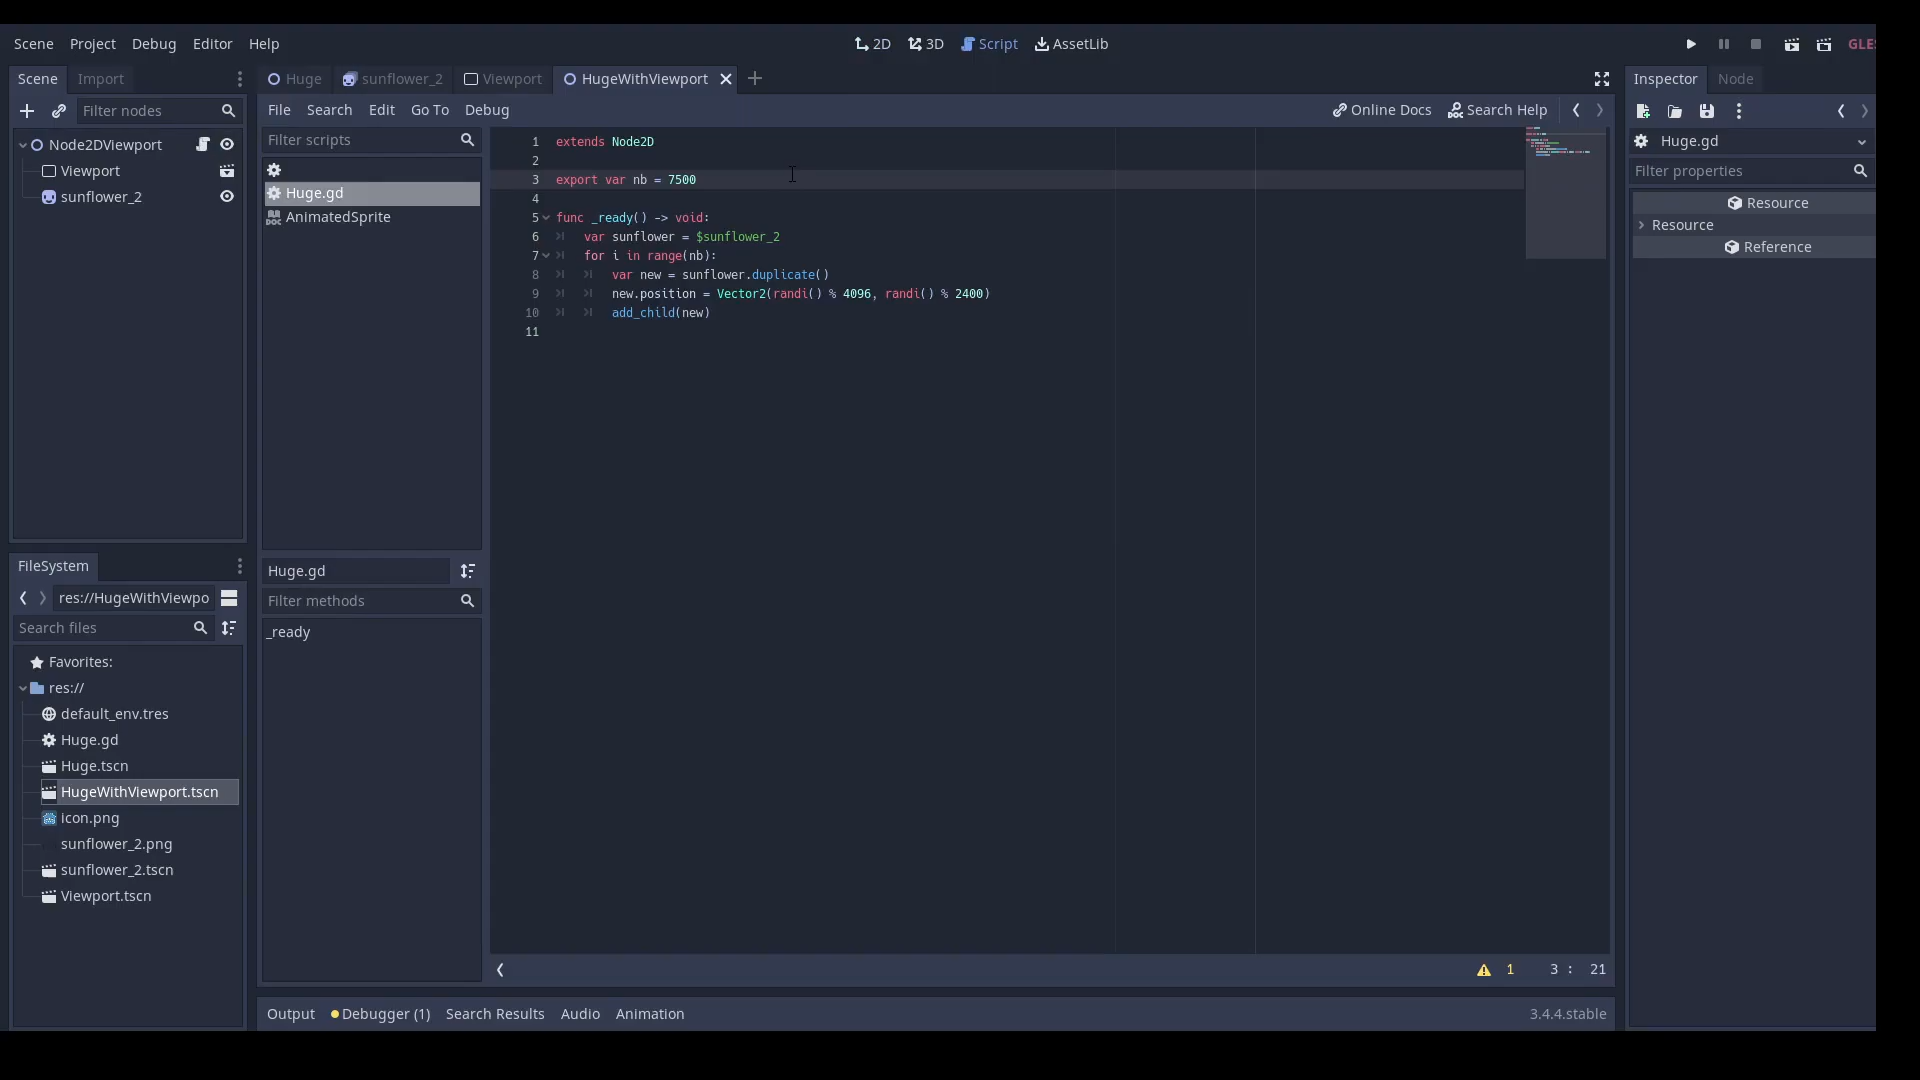 Scene Project Debug Editor Help
2D 3D Script AssetLib
Scene Import
Huge sunflower_2 Viewport HugeWithViewport
Inspector Node
Filter nodes
File Search Edit Go To Debug
Online Docs Search Help
Node2DViewport
Viewport
sunflower_2
Filter scripts
Huge.gd
AnimatedSprite
1 extends Node2D
2
3 export var nb = 7500
4
5 func _ready() -> void:
6 var sunflower = $sunflower_2
7 for i in range(nb):
8 var new = sunflower.duplicate()
9 new.position = Vector2(randi() % 4096, randi() % 2400)
10 add_child(new)
11
Huge.gd
Filter properties
Resource
Resource
Reference
FileSystem
res://HugeWithViewpo
Search files
Favorites:
res://
default_env.tres
Huge.gd
Huge.tscn
HugeWithViewport.tscn
icon.png
sunflower_2.png
sunflower_2.tscn
Viewport.tscn
Huge.gd
Filter methods
_ready
1 3 : 21
Output Debugger (1) Search Results Audio Animation
3.4.4.stable